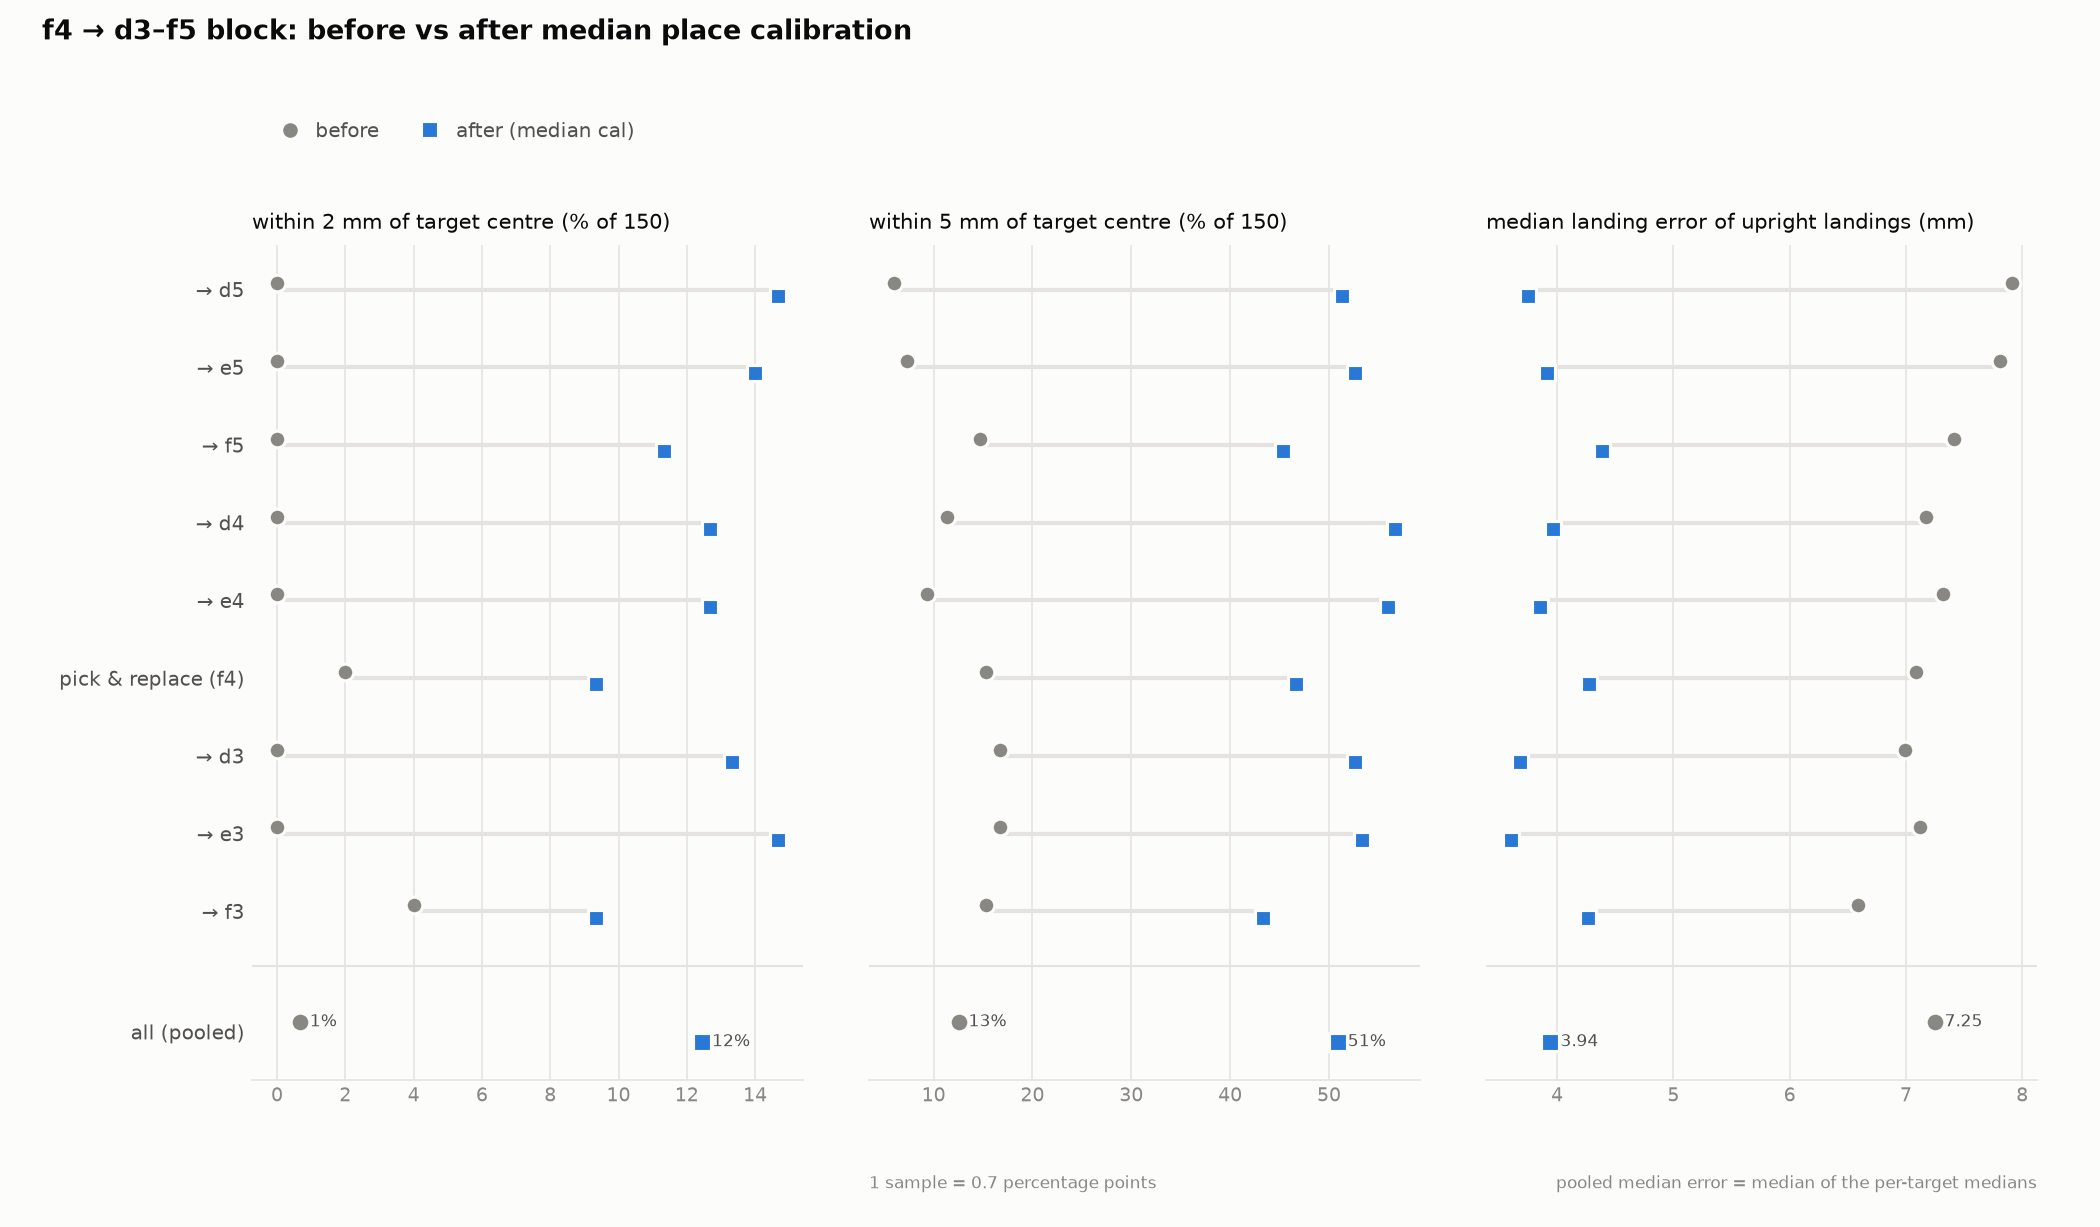 f4 → d3–f5 block: before vs after median place calibration
before
after (median cal)
within 2 mm of target centre (% of 150)
within 5 mm of target centre (% of 150)
median landing error of upright landings (mm)
→ d5
→ e5
→ f5
→ d4
→ e4
pick & replace (f4)
→ d3
→ e3
→ f3
all (pooled)
1%
12%
13%
51%
3.94
7.25
0 2 4 6 8 10 12 14
10 20 30 40 50
4 5 6 7 8
1 sample = 0.7 percentage points
pooled median error = median of the per-target medians